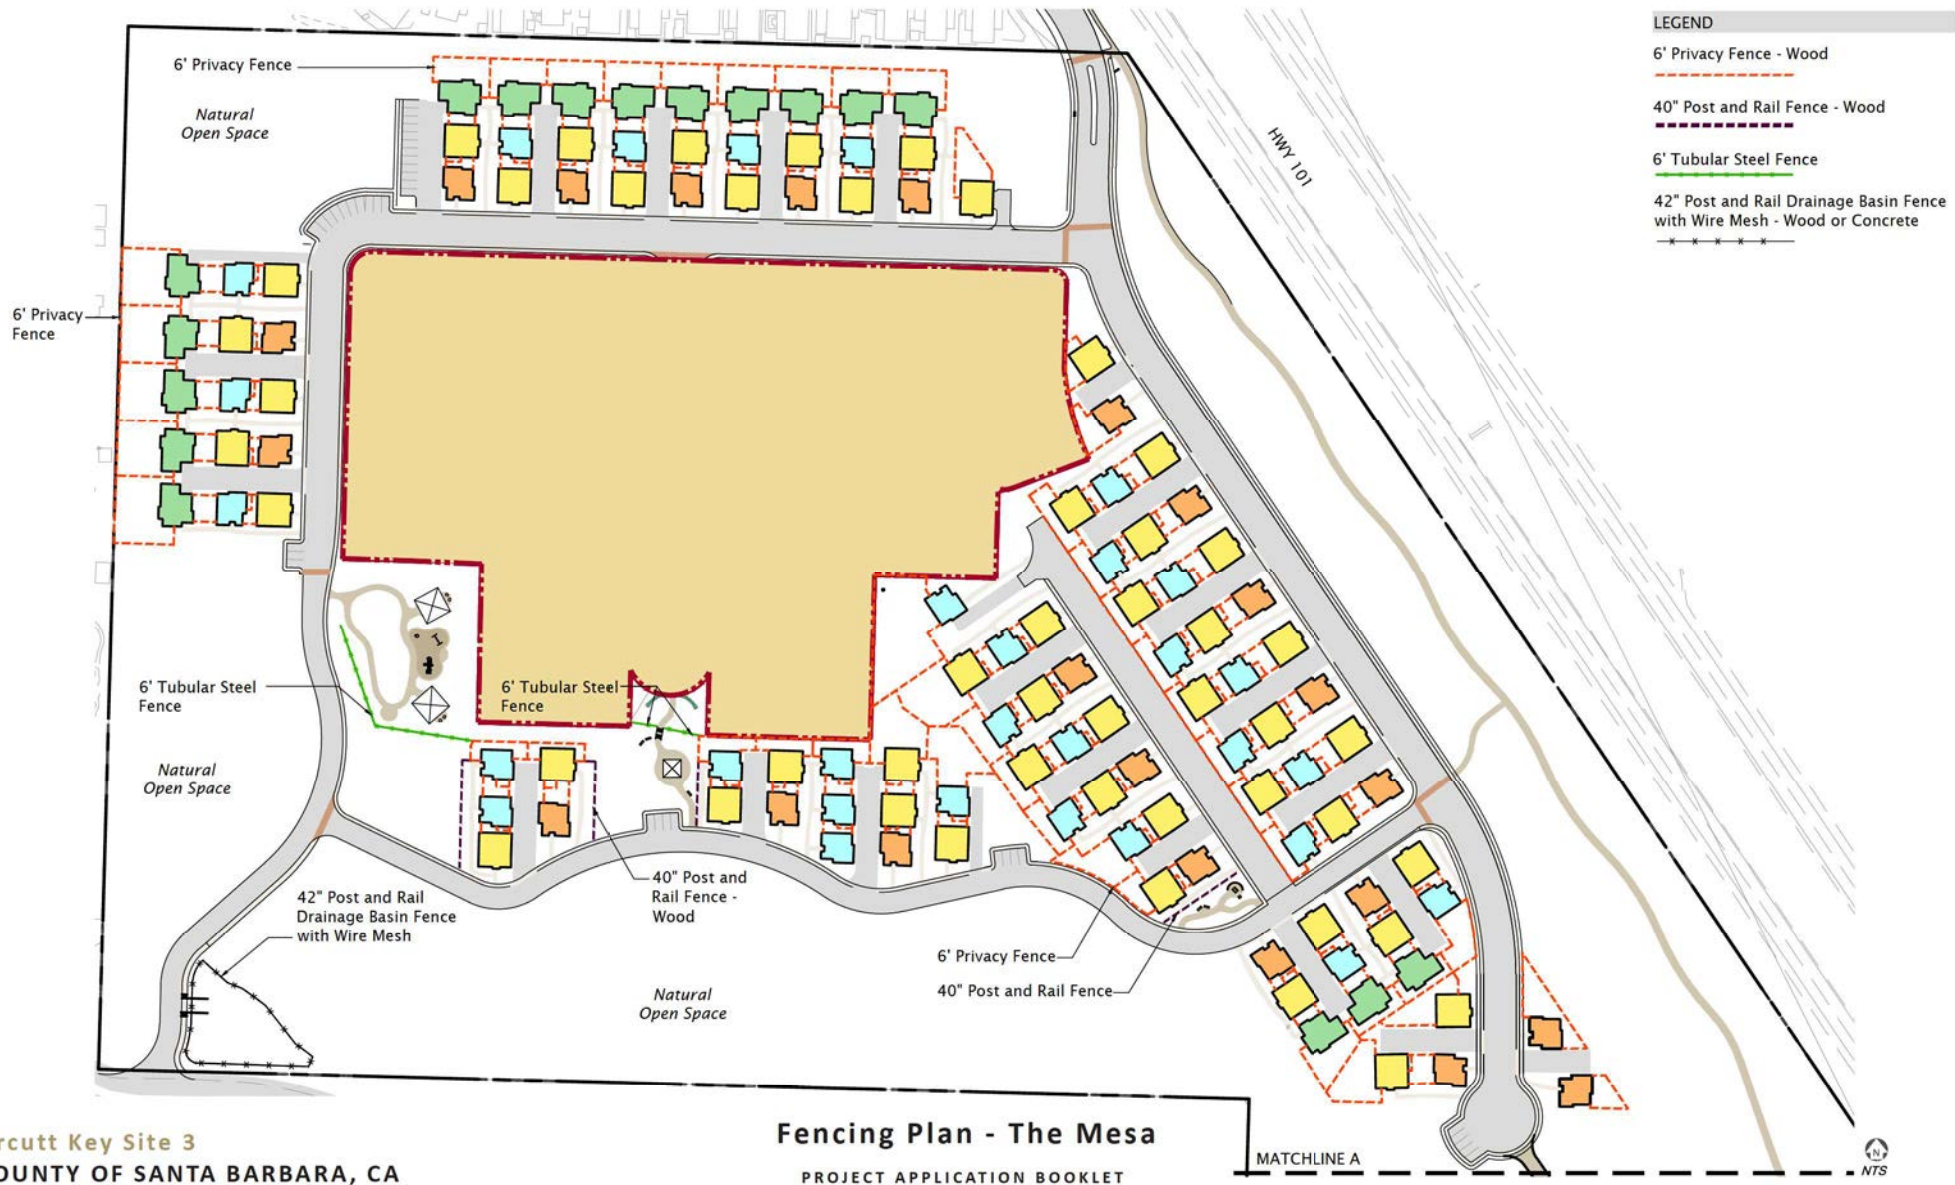 LEGEND
6' Privacy Fence - Wood
40" Post and Rail Fence - Wood
6' Tubular Steel Fence
42" Post and Rail Drainage Basin Fence
with Wire Mesh - Wood or Concrete
6' Privacy Fence
Natural
Open Space
HWY 101
6' Privacy
Fence
6' Tubular Steel
Fence
6' Tubular Steel
Fence
Natural
Open Space
42" Post and Rail
Drainage Basin Fence
with Wire Mesh
40" Post and
Rail Fence -
Wood
6' Privacy Fence
40" Post and Rail Fence
Natural
Open Space
rcutt Key Site 3
OUNTY OF SANTA BARBARA, CA
Fencing Plan - The Mesa
PROJECT APPLICATION BOOKLET
MATCHLINE A
N
NTS